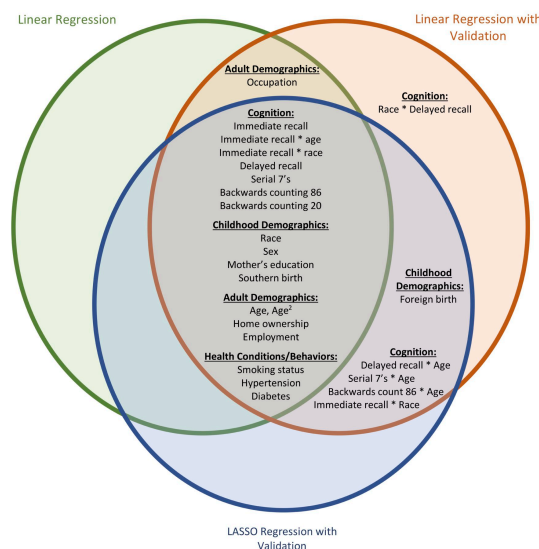 Linear Regression
Linear Regression with
Validation
Adult Demographics:
Occupation
Cognition:
Race * Delayed recall
Cognition:
Immediate recall
Immediate recall * age
Immediate recall * race
Delayed recall
Serial 7's
Backwards counting 86
Backwards counting 20
Childhood Demographics:
Race
Sex
Mother's education
Southern birth
Adult Demographics:
Age, Age²
Home ownership
Employment
Health Conditions/Behaviors:
Smoking status
Hypertension
Diabetes
Childhood
Demographics:
Foreign birth
Cognition:
Delayed recall * Age
Serial 7's * Age
Backwards count 86 * Age
Immediate recall * Race
LASSO Regression with
Validation